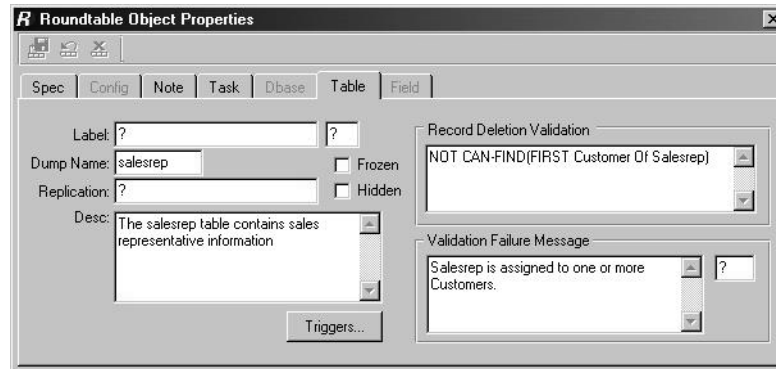 R Roundtable Object Properties
Spec Config Note Task Dbase Table Field
Label: ? ?
Dump Name: salesrep Frozen
Replication: ? Hidden
Desc: The salesrep table contains sales
representative information
Triggers...
Record Deletion Validation
NOT CAN-FIND(FIRST Customer Of Salesrep)
Validation Failure Message
Salesrep is assigned to one or more
Customers.
?